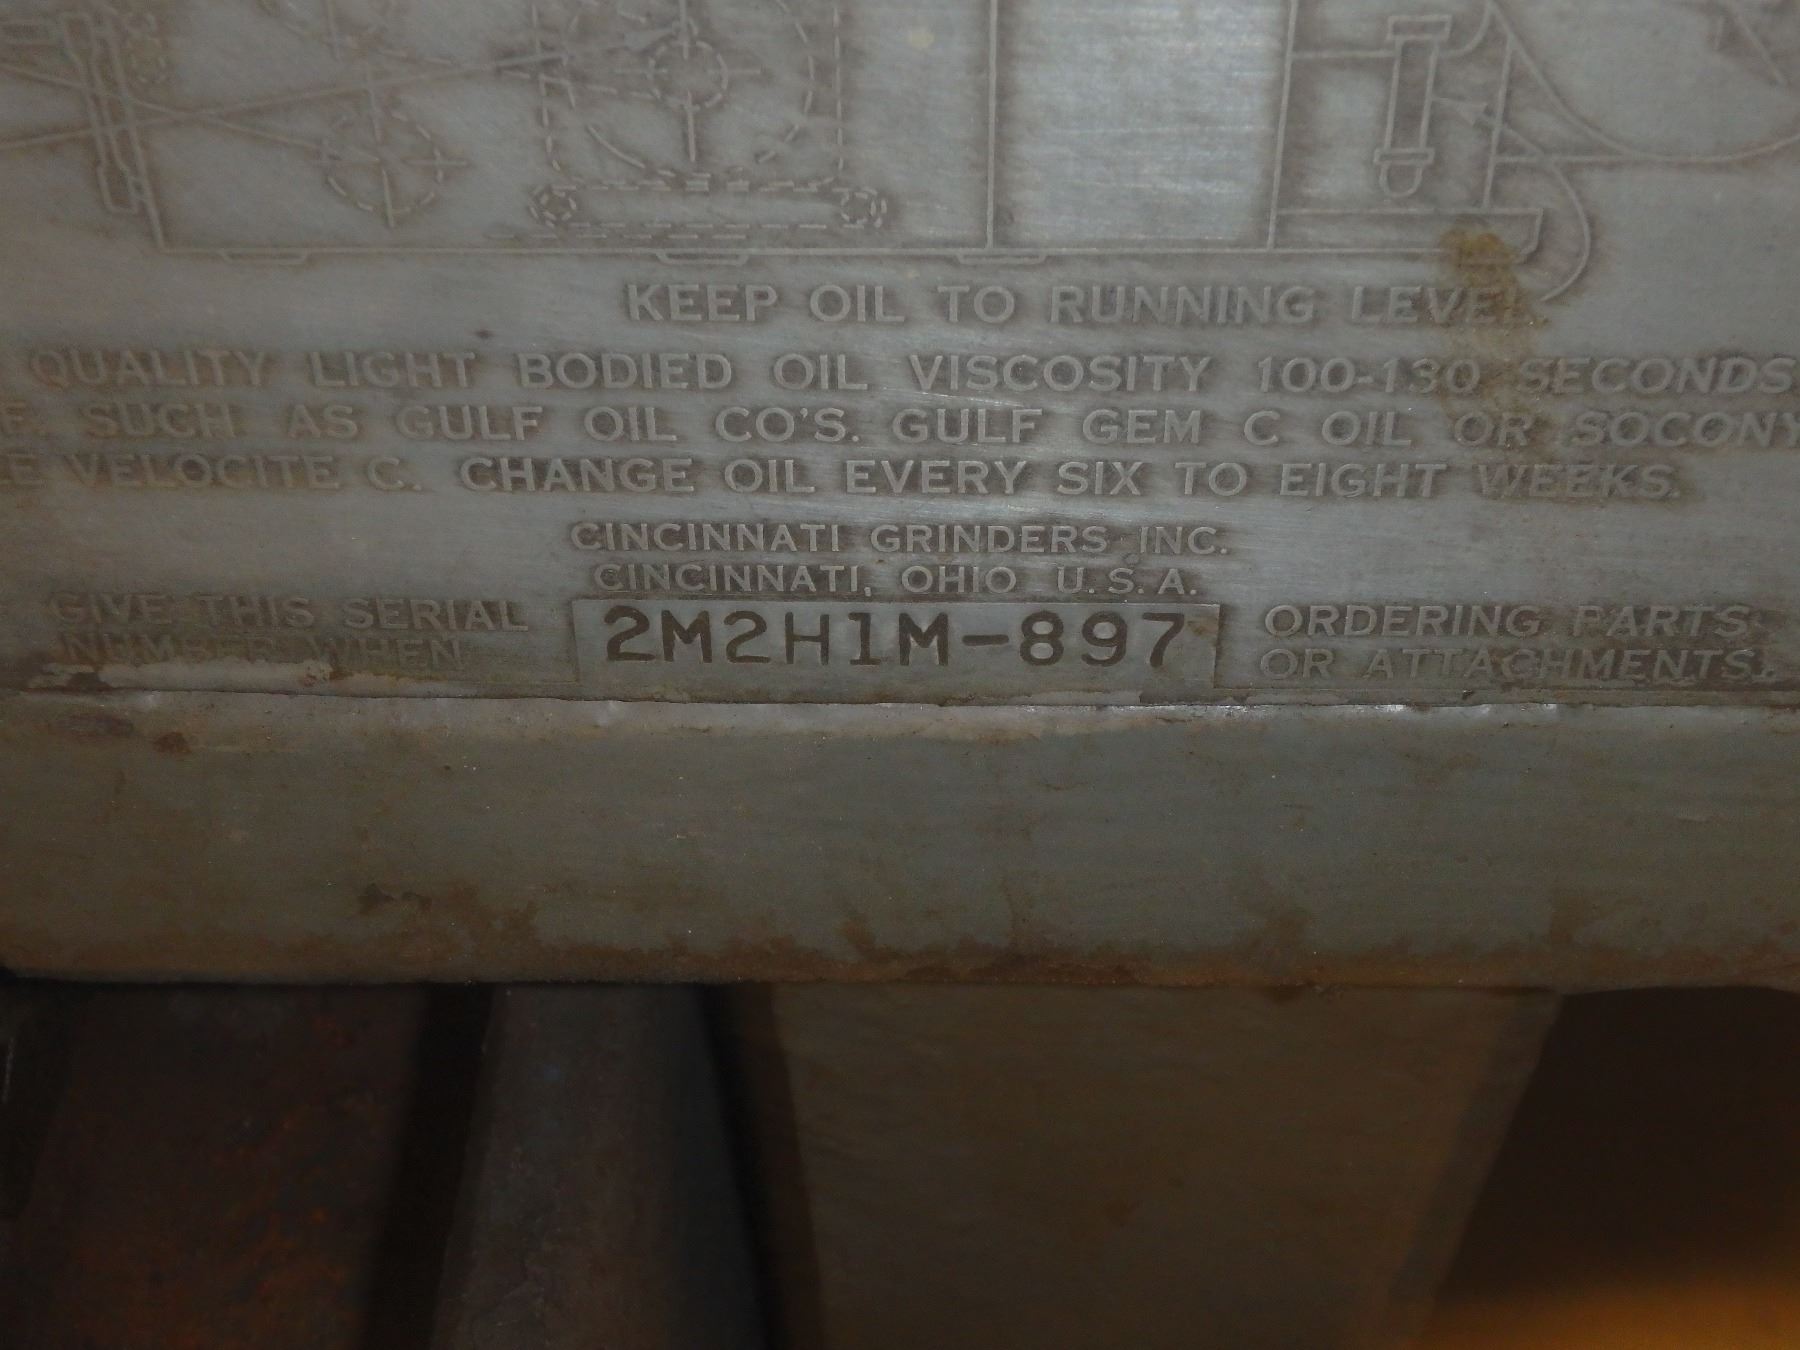 KEEP OIL TO RUNNING LEVEL
QUALITY LIGHT BODIED OIL VISCOSITY 100-130 SECONDS
SUCH AS GULF OIL CO'S. GULF GEM C OIL OR SOCONY
VELOCITE C. CHANGE OIL EVERY SIX TO EIGHT WEEKS.
CINCINNATI GRINDERS INC.
CINCINNATI, OHIO U.S.A.
GIVE THIS SERIAL
NUMBER WHEN
2M2H1M-897
ORDERING PARTS
OR ATTACHMENTS.